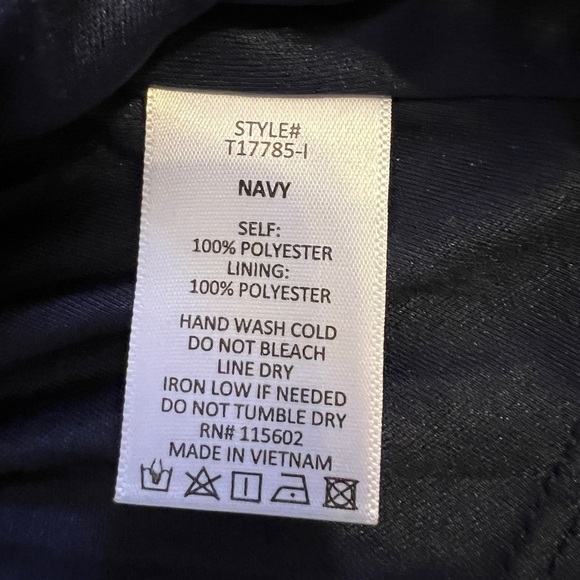 STYLE#
T17785-I
NAVY
SELF:
100% POLYESTER
LINING:
100% POLYESTER
HAND WASH COLD
DO NOT BLEACH
LINE DRY
IRON LOW IF NEEDED
DO NOT TUMBLE DRY
RN# 115602
MADE IN VIETNAM